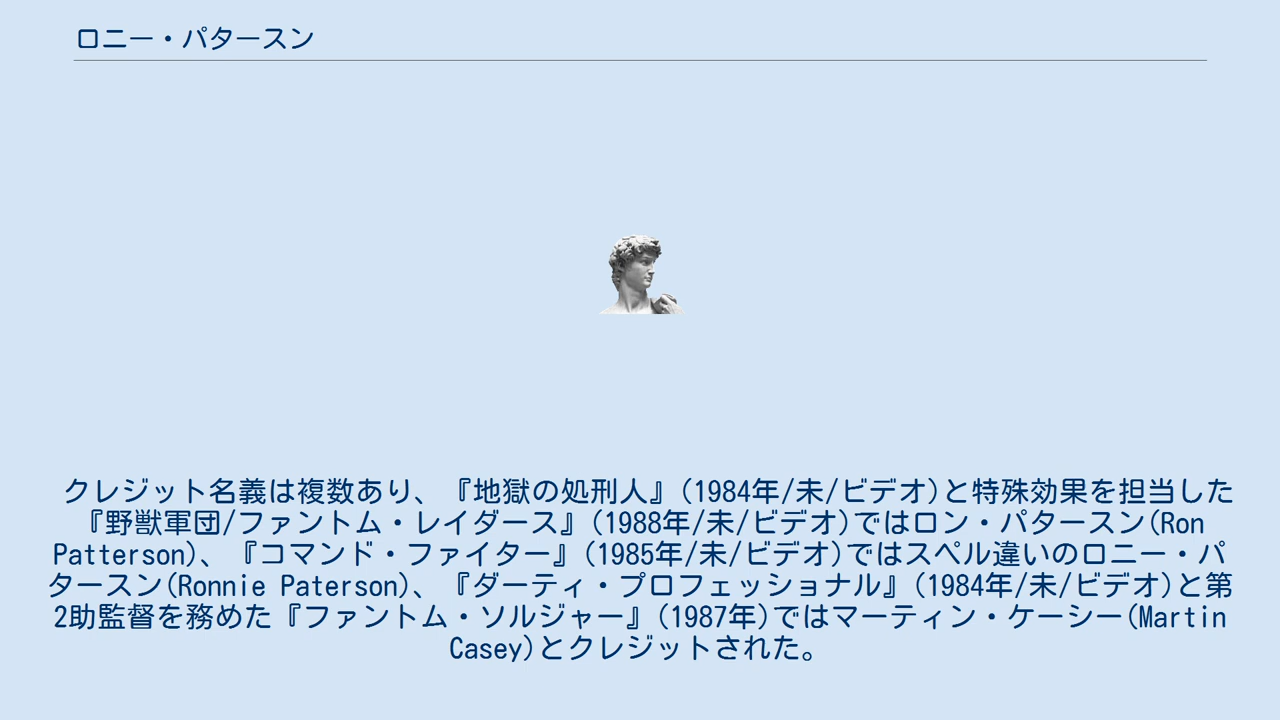 ロニー・パタースン
クレジット名義は複数あり、『地獄の処刑人』(1984年/未/ビデオ)と特殊効果を担当した
『野獣軍団/ファントム・レイダース』(1988年/未/ビデオ)ではロン・パタースン(Ron
Patterson)、『コマンド・ファイター』(1985年/未/ビデオ)ではスペル違いのロニー・パ
タースン(Ronnie Paterson)、『ダーティ・プロフェッショナル』(1984年/未/ビデオ)と第
2助監督を務めた『ファントム・ソルジャー』(1987年)ではマーティン・ケーシー(Martin
Casey)とクレジットされた。